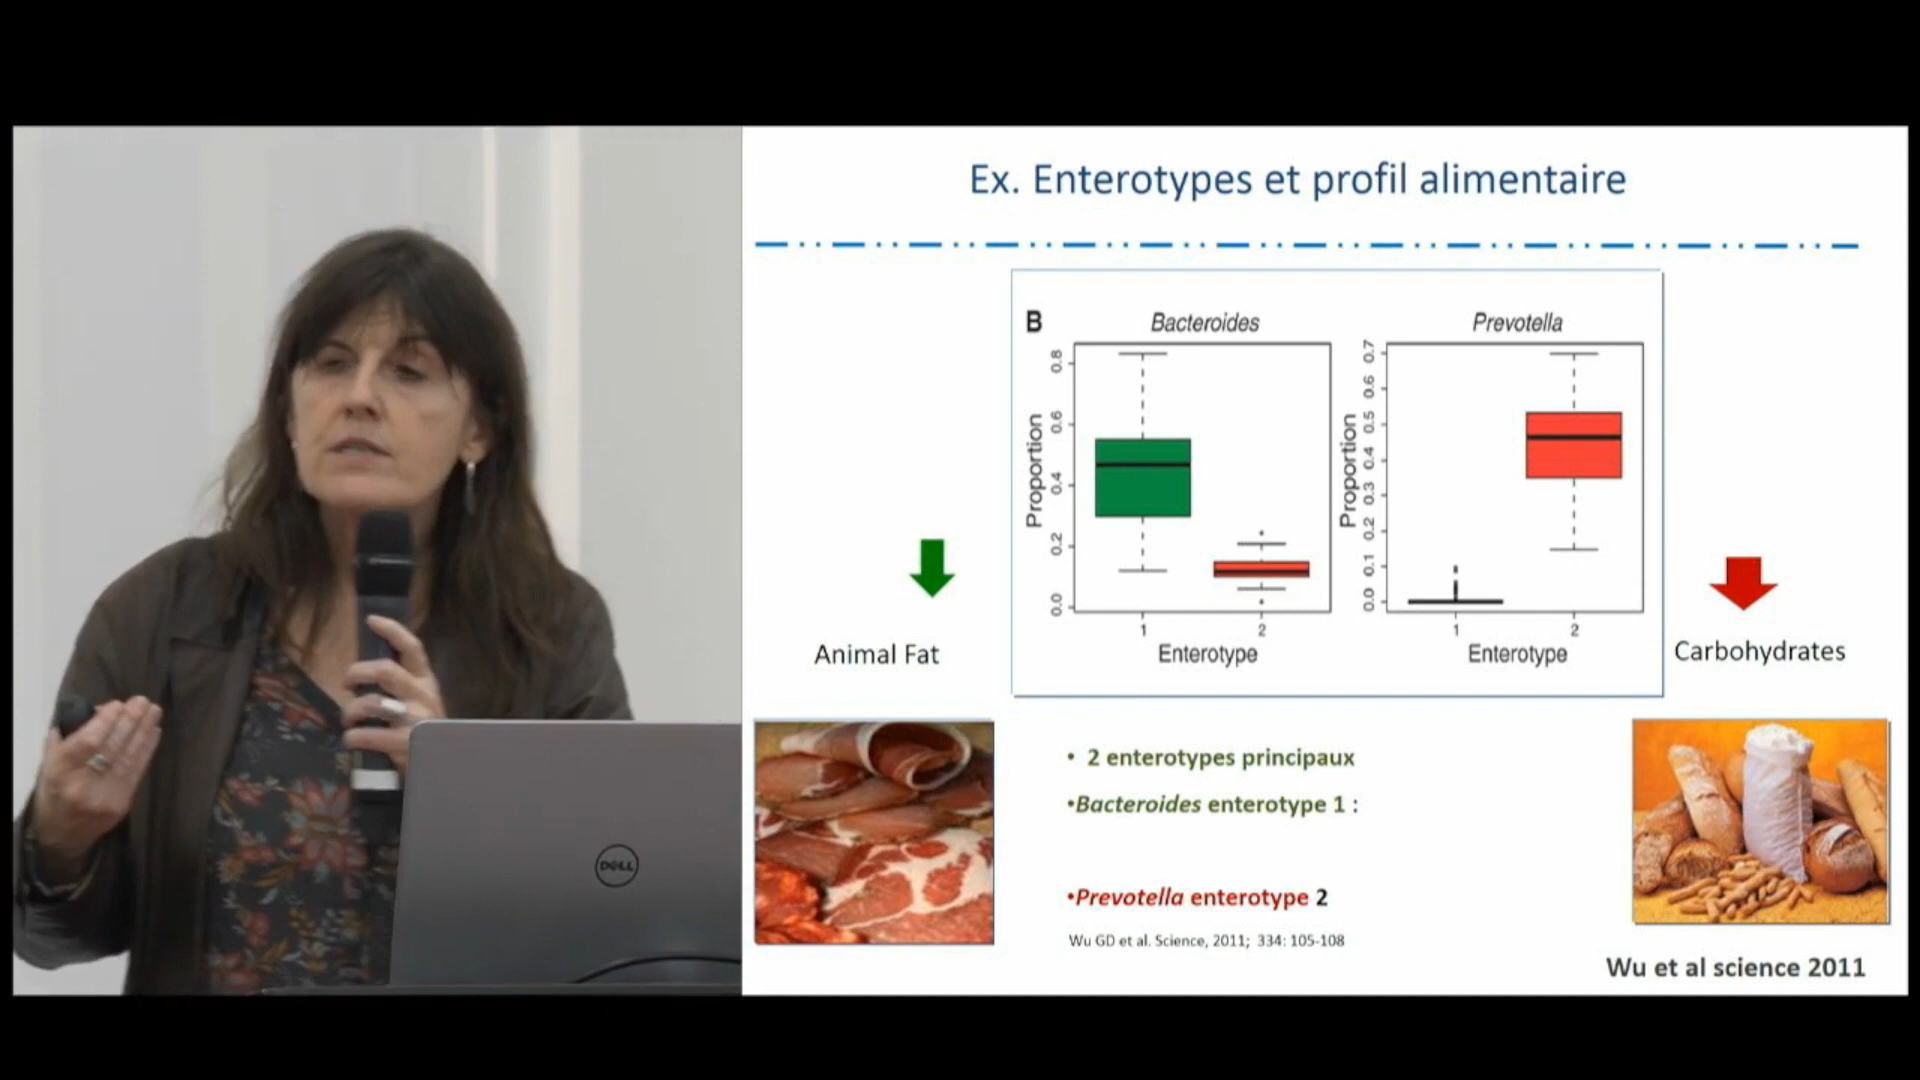 Ex. Enterotypes et profil alimentaire
B
Bacteroides
Prevotella
Proportion
0.0
0.2
0.4
0.6
0.8
1
2
Enterotype
Proportion
0.0
0.1
0.2
0.3
0.4
0.5
0.6
0.7
1
2
Enterotype
Animal Fat
Carbohydrates
• 2 enterotypes principaux
•Bacteroides enterotype 1 :
•Prevotella enterotype 2
Wu GD et al. Science, 2011; 334: 105-108
Wu et al science 2011
DELL